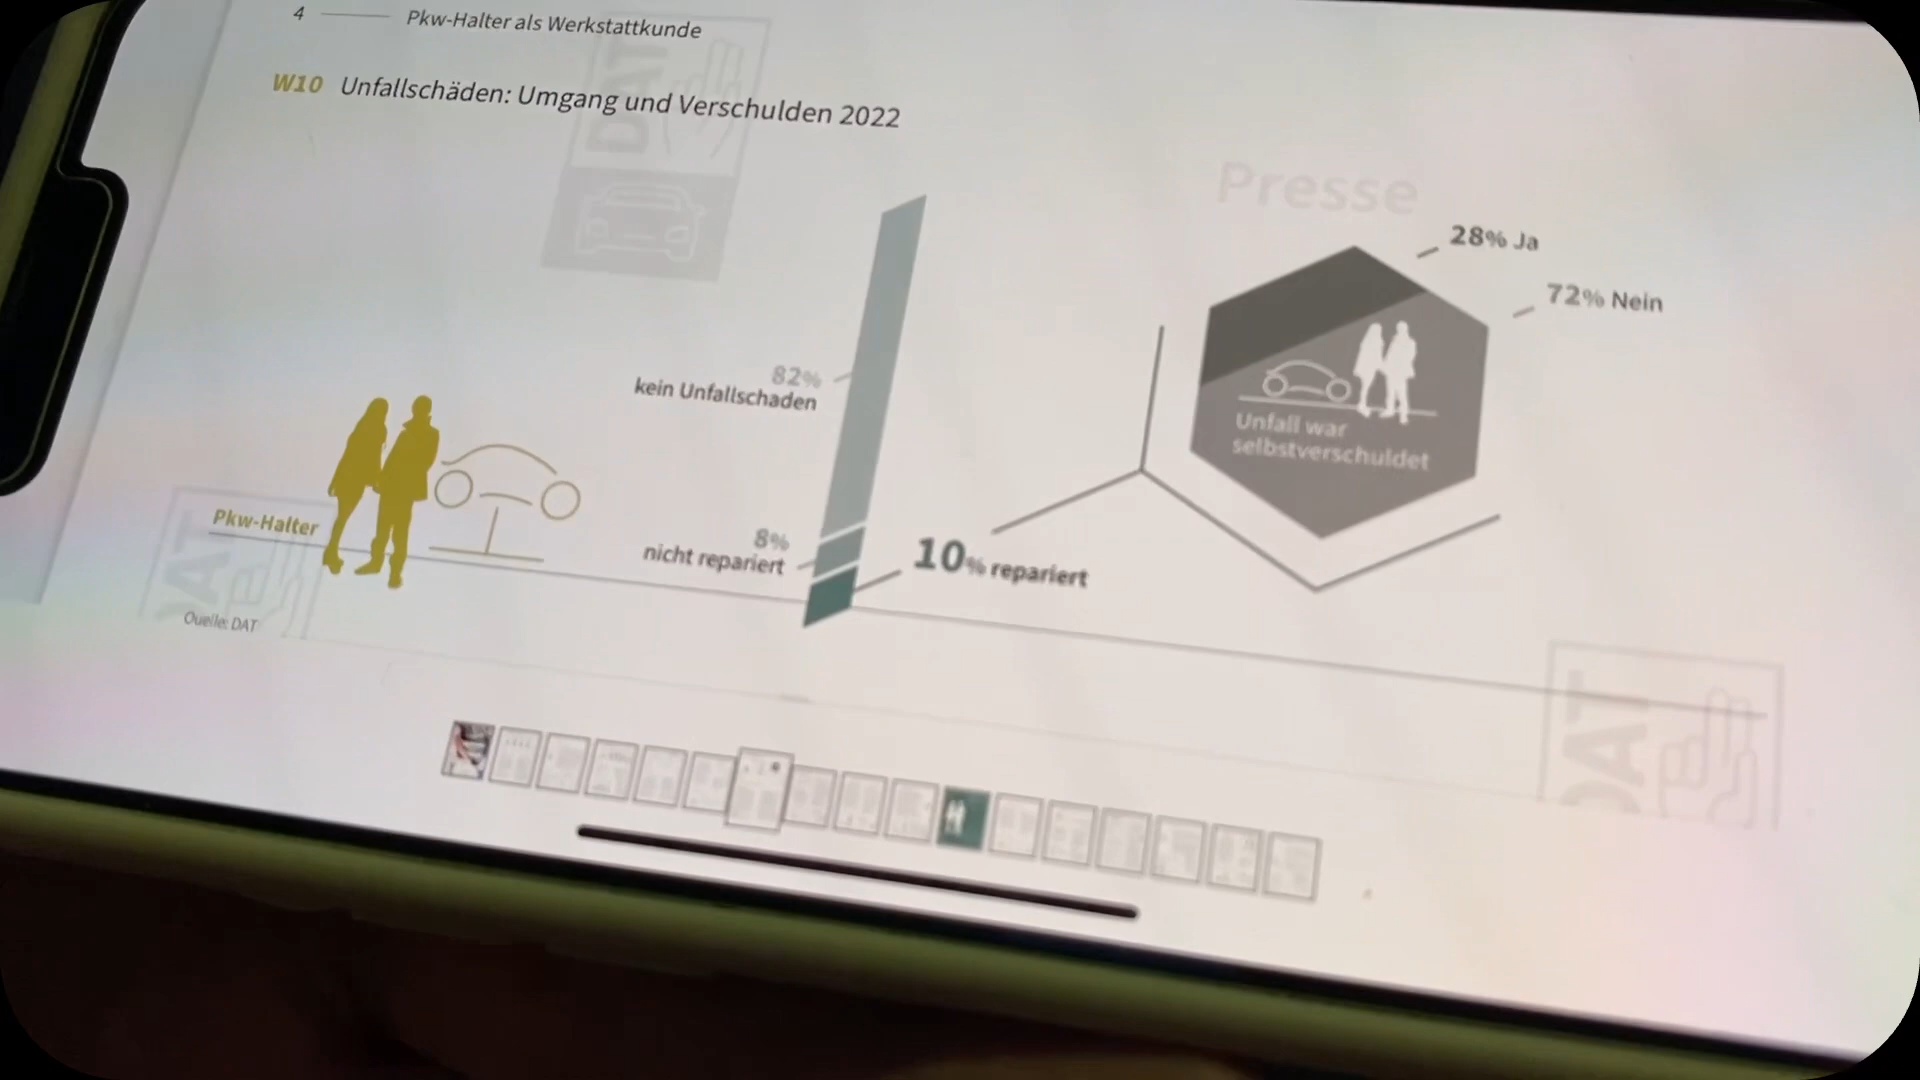 4 Pkw-Halter als Werkstattkunde
W10 Unfallschäden: Umgang und Verschulden 2022
DAT
Presse
28% Ja
72% Nein
82%
kein Unfallschaden
Unfall war
selbstverschuldet
8%
nicht repariert
10% repariert
Pkw-Halter
DAT
Quelle: DAT
DAT